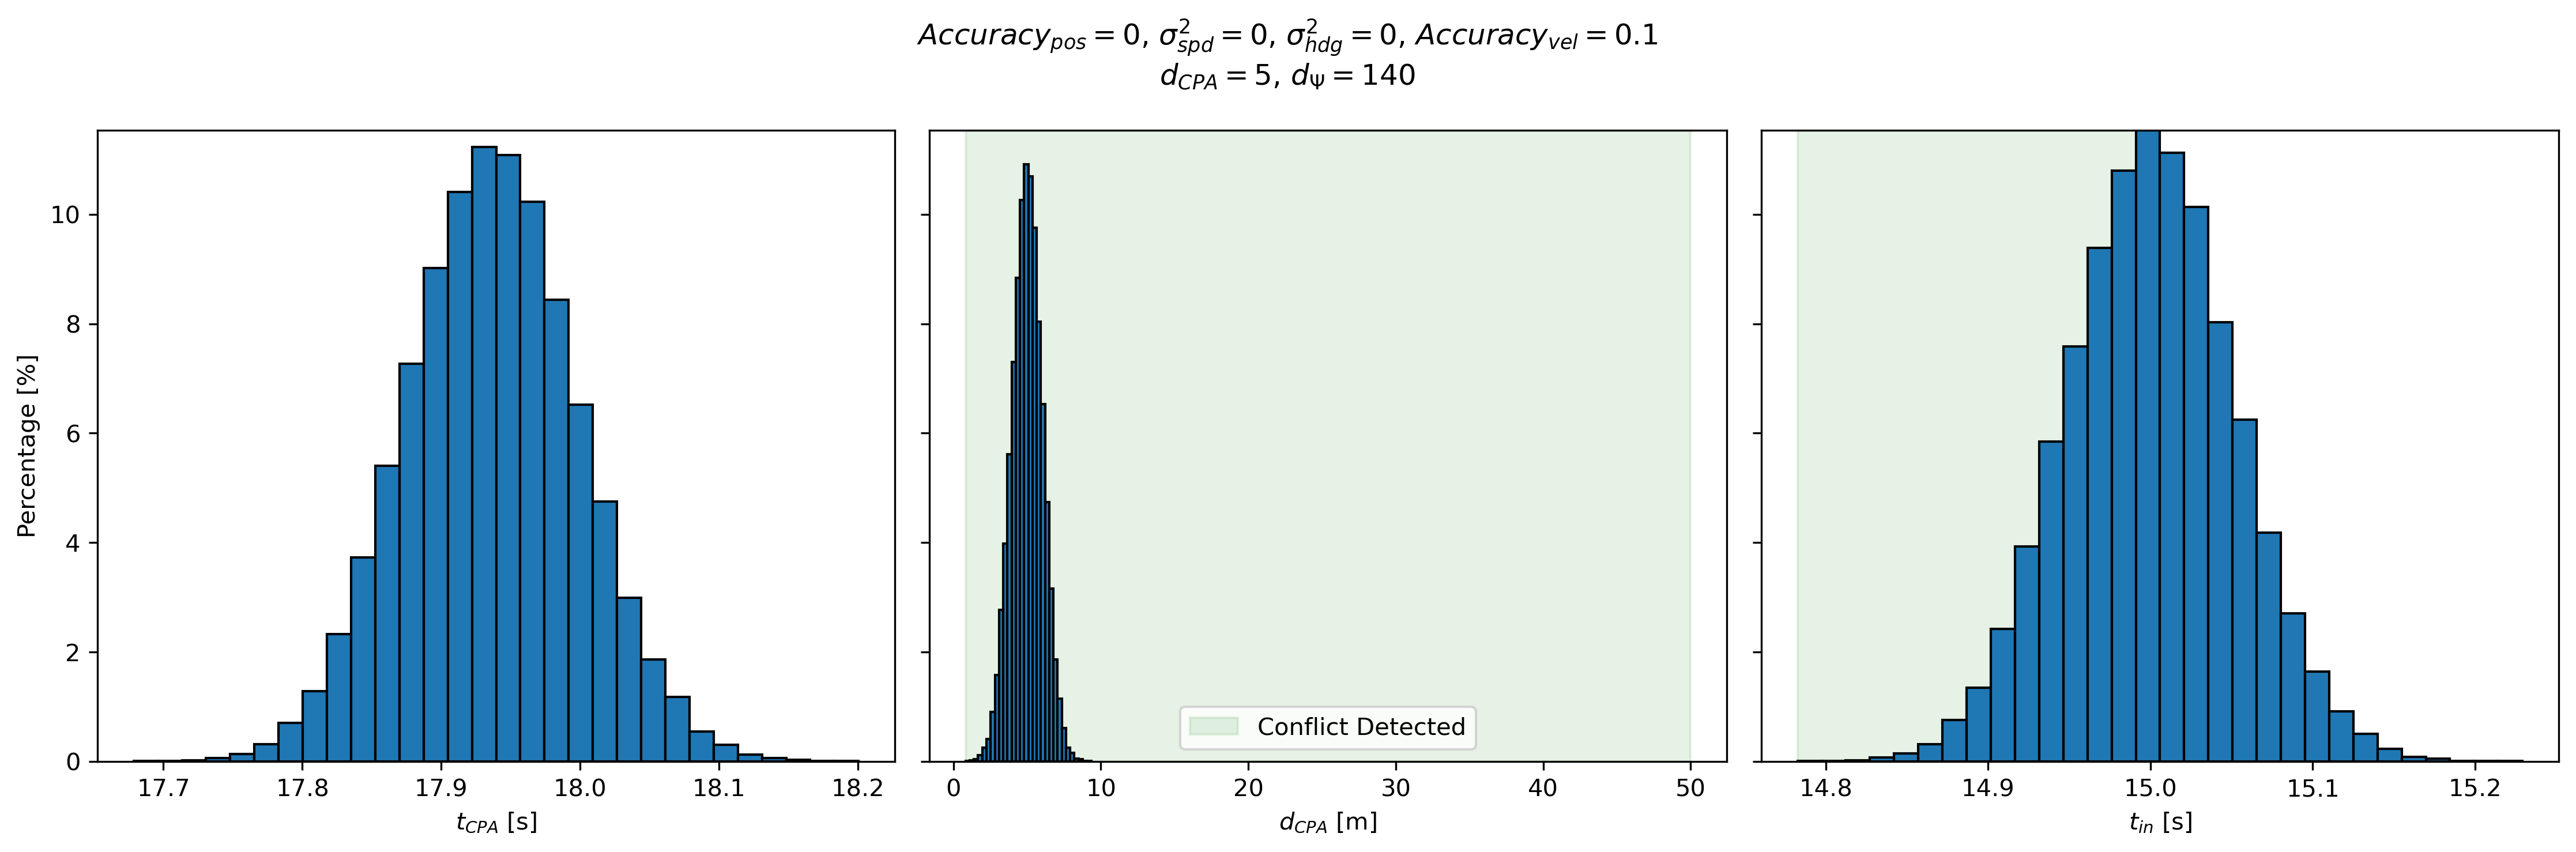 Accuracy_pos = 0, σ²_spd = 0, σ²_hdg = 0, Accuracy_vel = 0.1
d_CPA = 5, d_ψ = 140
Percentage [%]
10
8
6
4
2
0
17.7 17.8 17.9 18.0 18.1 18.2
t_CPA [s]
Conflict Detected
0 10 20 30 40 50
d_CPA [m]
14.8 14.9 15.0 15.1 15.2
t_in [s]